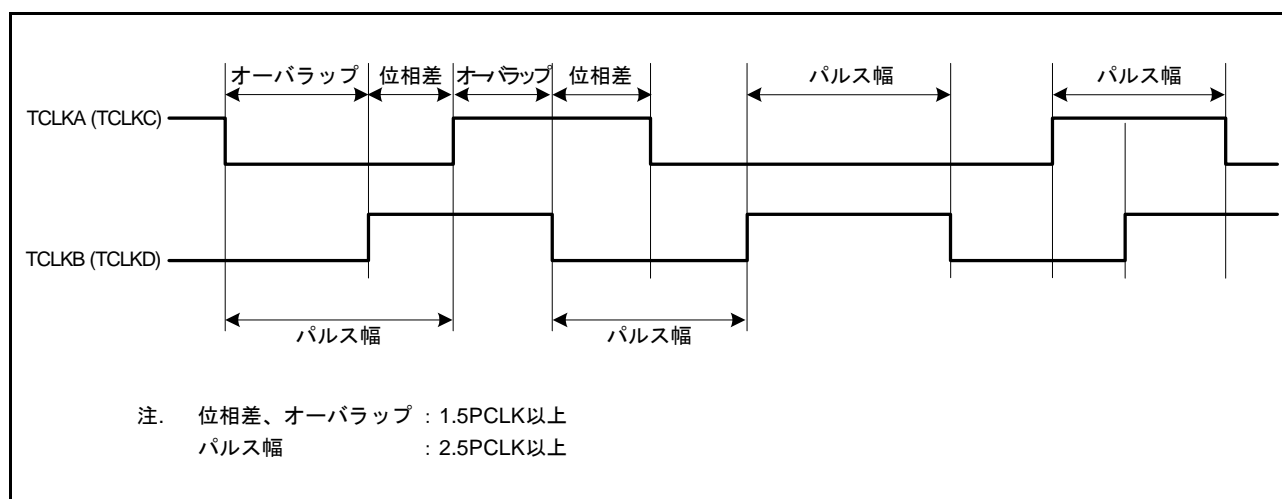 オーバラップ 位相差 オーバラップ 位相差 パルス幅 パルス幅
TCLKA (TCLKC)
TCLKB (TCLKD)
パルス幅 パルス幅
注. 位相差、オーバラップ : 1.5PCLK以上
パルス幅 : 2.5PCLK以上